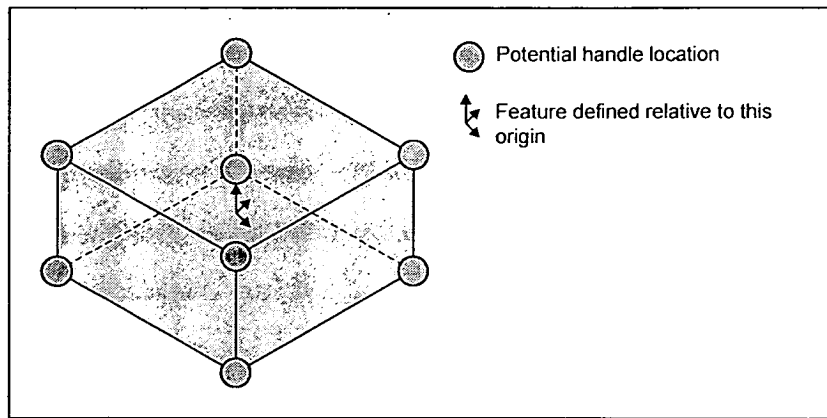 Potential handle location
Feature defined relative to this
origin